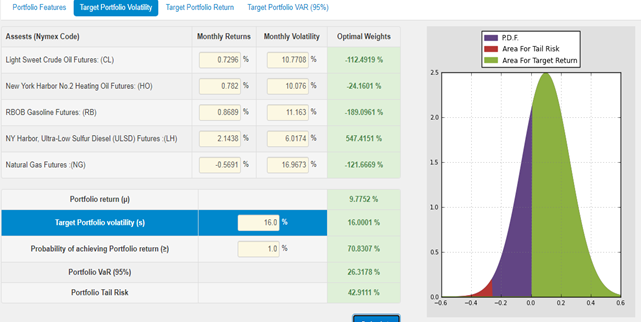 Portfolio Features Target Portfolio Volatility Target Portfolio Return Target Portfolio VAR (95%)
Assests (Nymex Code) Monthly Returns Monthly Volatility Optimal Weights
Light Sweet Crude Oil Futures: (CL) 0.7296 % 10.7708 % -112.4919 %
New York Harbor No.2 Heating Oil Futures: (HO) 0.782 % 10.076 % -24.1601 %
RBOB Gasoline Futures: (RB) 0.8689 % 11.163 % -189.0961 %
NY Harbor, Ultra-Low Sulfur Diesel (ULSD) Futures :(LH) 2.1438 % 6.0174 % 547.4151 %
Natural Gas Futures :(NG) -0.5691 % 16.9673 % -121.6669 %
Portfolio return (μ) 9.7752 %
Target Portfolio volatility (s) 16.0 % 16.0001 %
Probability of achieving Portfolio return (≥) 1.0 % 70.8307 %
Portfolio VaR (95%) 26.3178 %
Portfolio Tail Risk 42.9111 %
P.D.F.
Area For Tail Risk
Area For Target Return
2.5
2.0
1.5
1.0
0.5
0.0
-0.6 -0.4 -0.2 0.0 0.2 0.4 0.6